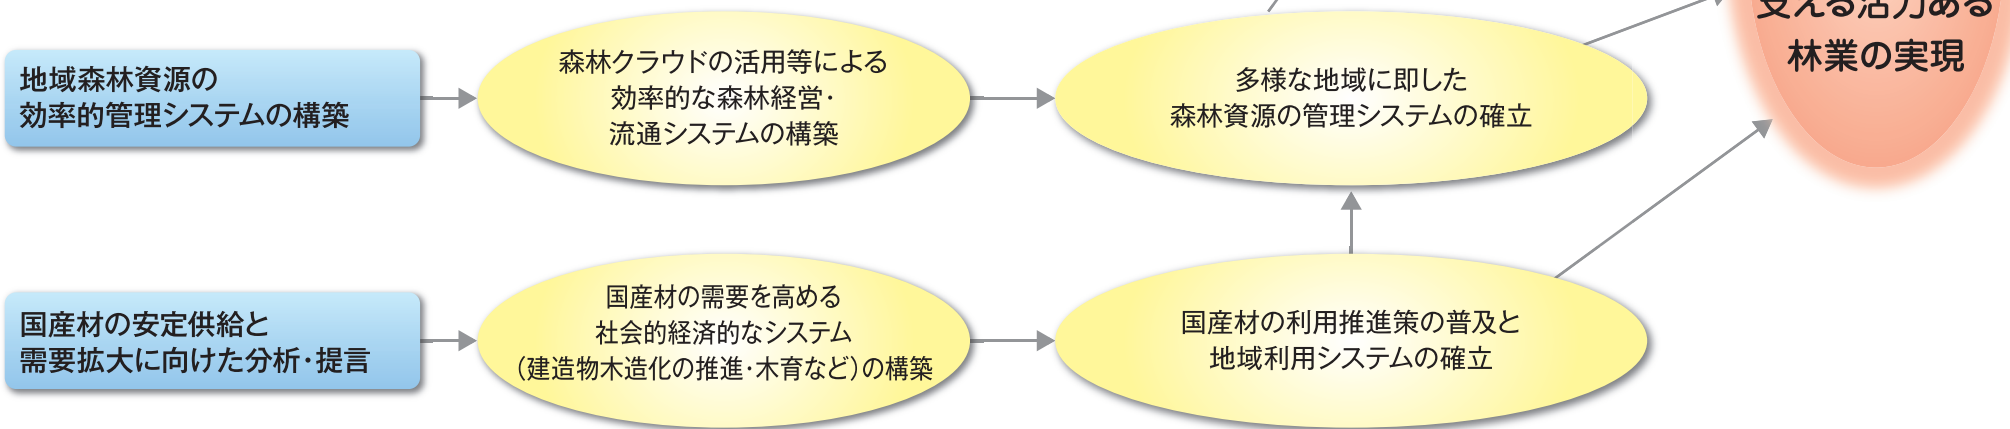 地域森林資源の
効率的管理システムの構築
森林クラウドの活用等による
効率的な森林経営・
流通システムの構築
多様な地域に即した
森林資源の管理システムの確立
支える活力ある
林業の実現
国産材の安定供給と
需要拡大に向けた分析・提言
国産材の需要を高める
社会的経済的なシステム
（建造物木造化の推進・木育など）の構築
国産材の利用推進策の普及と
地域利用システムの確立